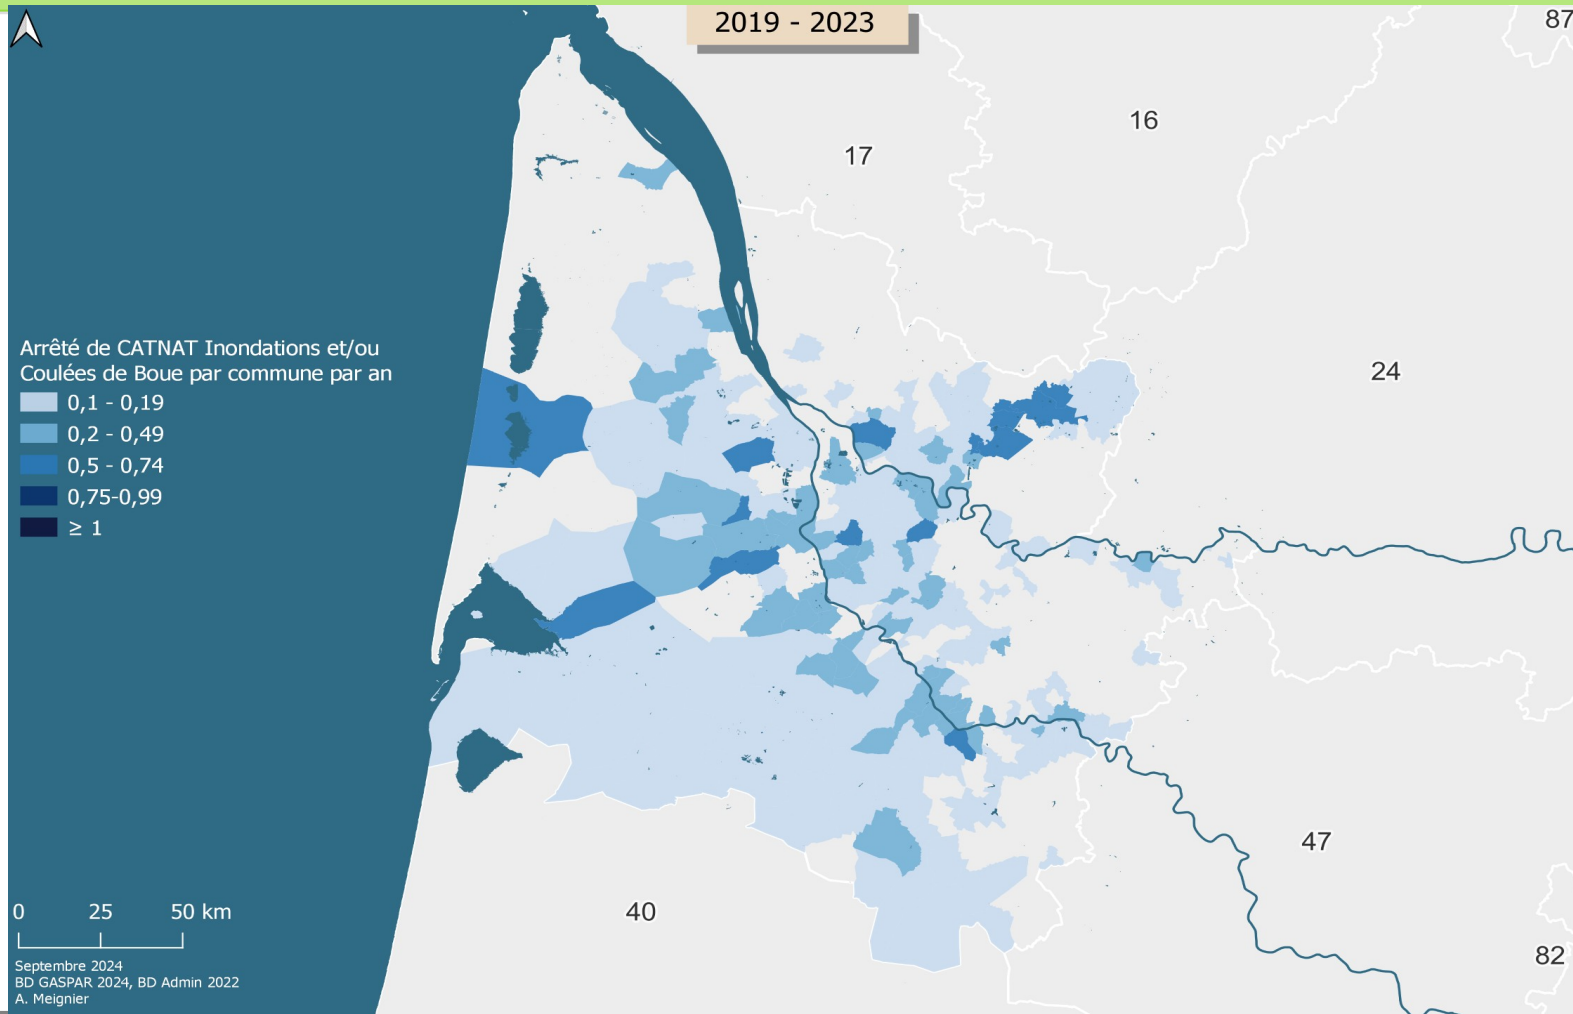 2019 - 2023
87
16
17
24
Arrêté de CATNAT Inondations et/ou
Coulées de Boue par commune par an
0,1 - 0,19
0,2 - 0,49
0,5 - 0,74
0,75-0,99
≥ 1
47
40
82
0 25 50 km
Septembre 2024
BD GASPAR 2024, BD Admin 2022
A. Meignier